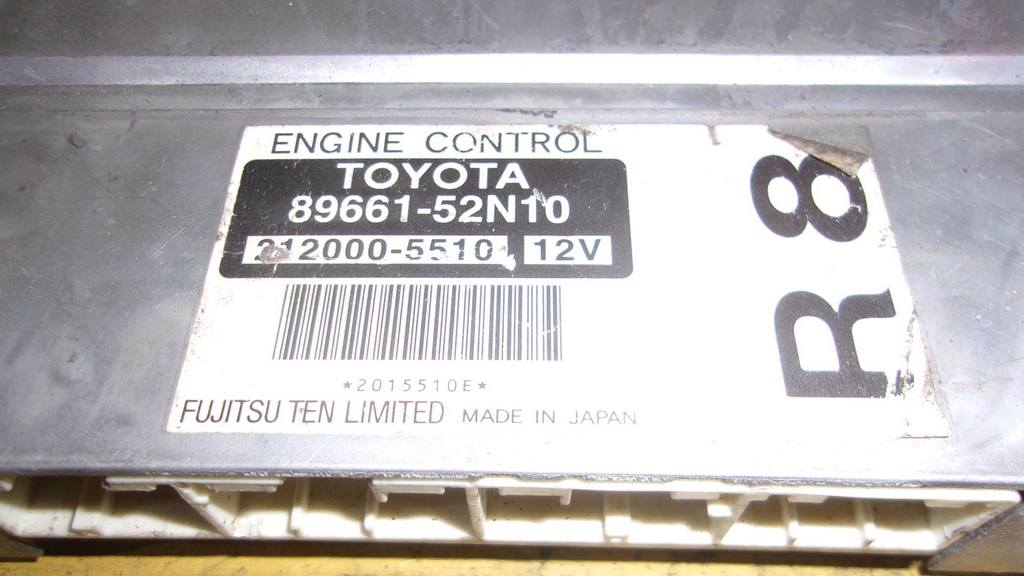 ENGINE CONTROL
TOYOTA
89661-52N10
212000-5510 12V
*2015510E*
FUJITSU TEN LIMITED MADE IN JAPAN
R8